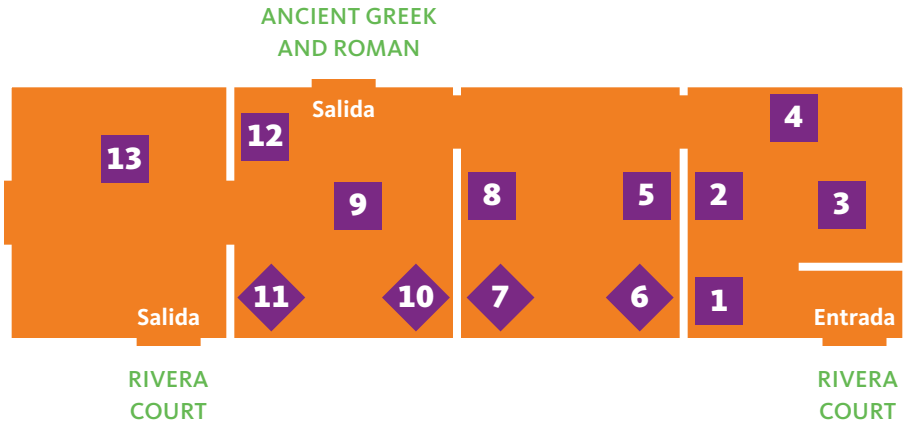 ANCIENT GREEK
AND ROMAN
Salida
4
12
13
8
5
2
3
9
11
10
7
6
1
Salida
Entrada
RIVERA
COURT
RIVERA
COURT